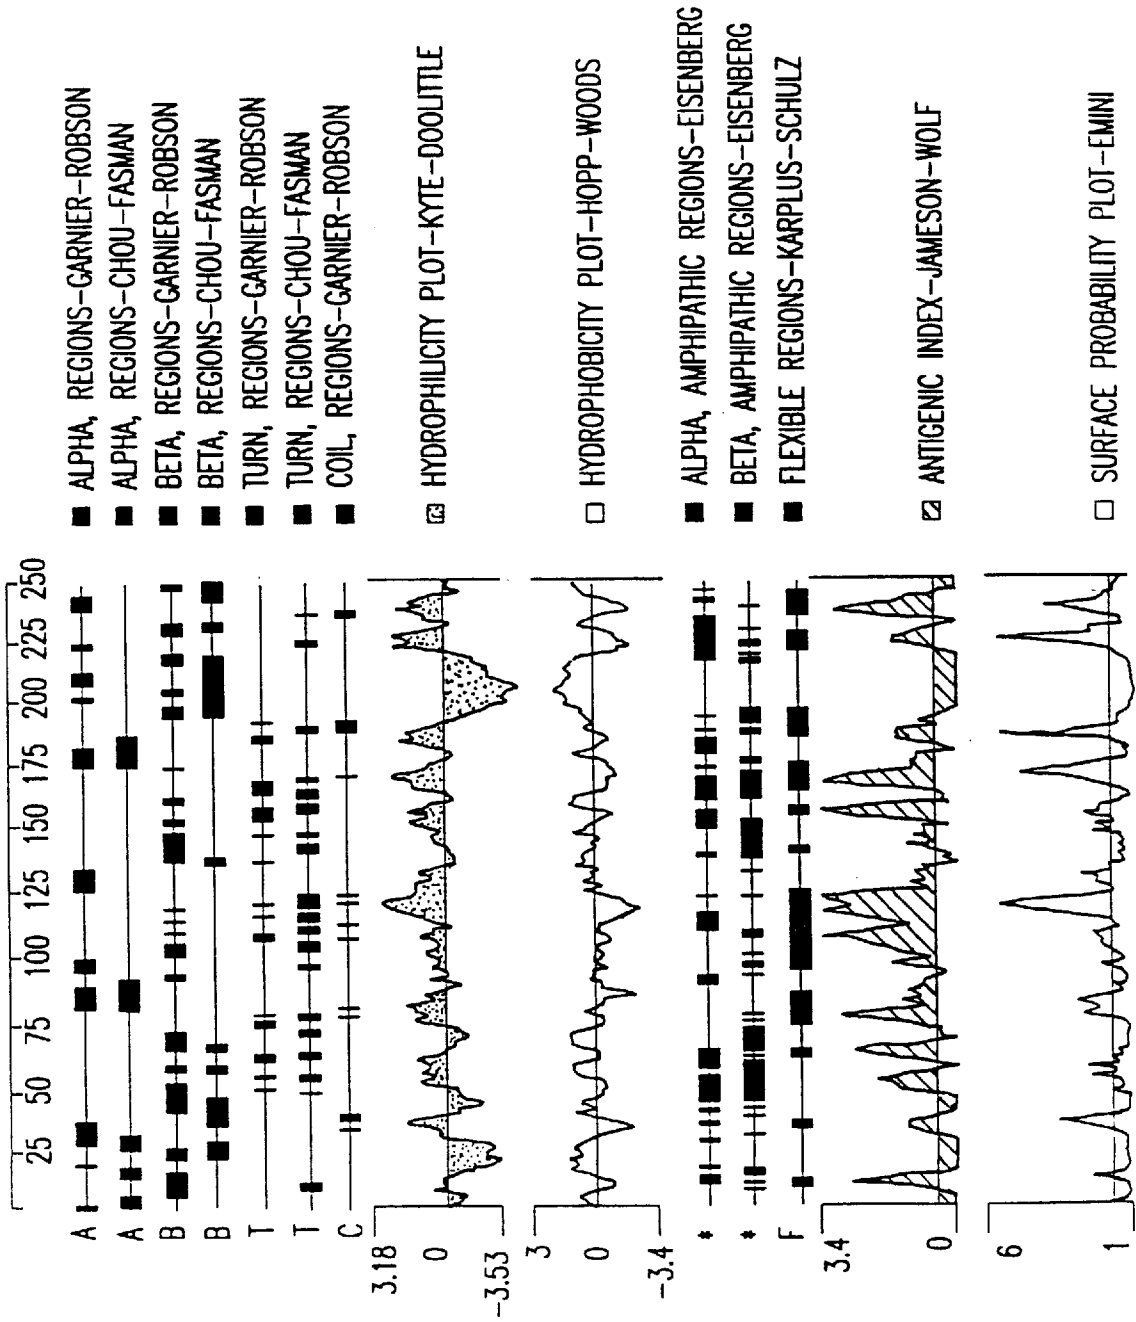 25 50 75 100 125 150 175 200 225 250
A ALPHA, REGIONS-GARNIER-ROBSON
A ALPHA, REGIONS-CHOU-FASMAN
B BETA, REGIONS-GARNIER-ROBSON
B BETA, REGIONS-CHOU-FASMAN
T TURN, REGIONS-GARNIER-ROBSON
T TURN, REGIONS-CHOU-FASMAN
C COIL, REGIONS-GARNIER-ROBSON
3.18
0 HYDROPHILICITY PLOT-KYTE-DOOLITTLE
-3.53
3
0 HYDROPHOBICITY PLOT-HOPP-WOODS
-3.4
* ALPHA, AMPHIPATHIC REGIONS-EISENBERG
* BETA, AMPHIPATHIC REGIONS-EISENBERG
F FLEXIBLE REGIONS-KARPLUS-SCHULZ
3.4
0 ANTIGENIC INDEX-JAMESON-WOLF
6
1 SURFACE PROBABILITY PLOT-EMINI